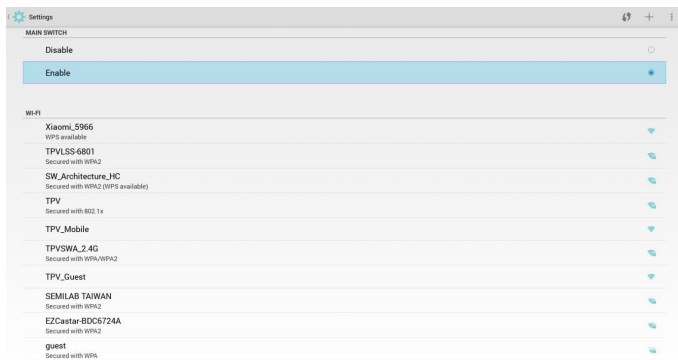 Settings
MAIN SWITCH
Disable
Enable
WI-FI
Xiaomi_5966
WPS available
TPVLSS-6801
Secured with WPA2
SW_Architecture_HC
Secured with WPA2 (WPS available)
TPV
Secured with 802.1x
TPV_Mobile
TPVSWA_2.4G
Secured with WPA/WPA2
TPV_Guest
SEMILAB TAIWAN
Secured with WPA2
EZCastar-BDC6724A
Secured with WPA2
guest
Secured with WPA